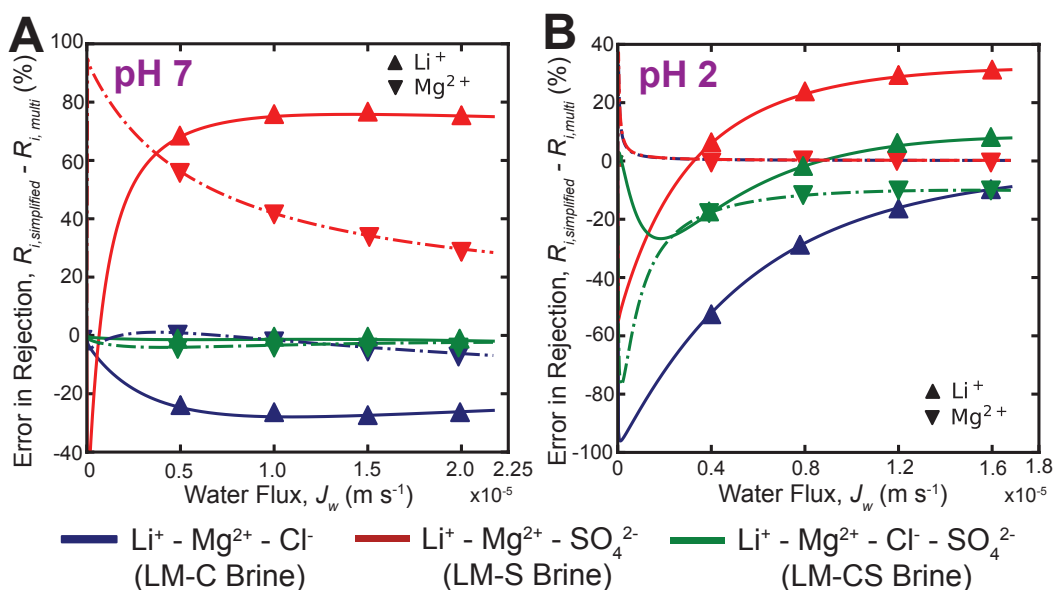 A
pH 7
Li⁺
Mg²⁺
Error in Rejection, R_{i,simplified} - R_{i,multi} (%)
100
80
60
40
20
0
-20
-40
0
0.5
1.0
1.5
2.0
2.25
x10⁻⁵
Water Flux, J_w (m s⁻¹)
B
pH 2
Li⁺
Mg²⁺
Error in Rejection, R_{i,simplified} - R_{i,multi} (%)
40
20
0
-20
-40
-60
-80
-100
0
0.4
0.8
1.2
1.6
1.8
x10⁻⁵
Water Flux, J_w (m s⁻¹)
Li⁺ - Mg²⁺ - Cl⁻
(LM-C Brine)
Li⁺ - Mg²⁺ - SO₄²⁻
(LM-S Brine)
Li⁺ - Mg²⁺ - Cl⁻ - SO₄²⁻
(LM-CS Brine)